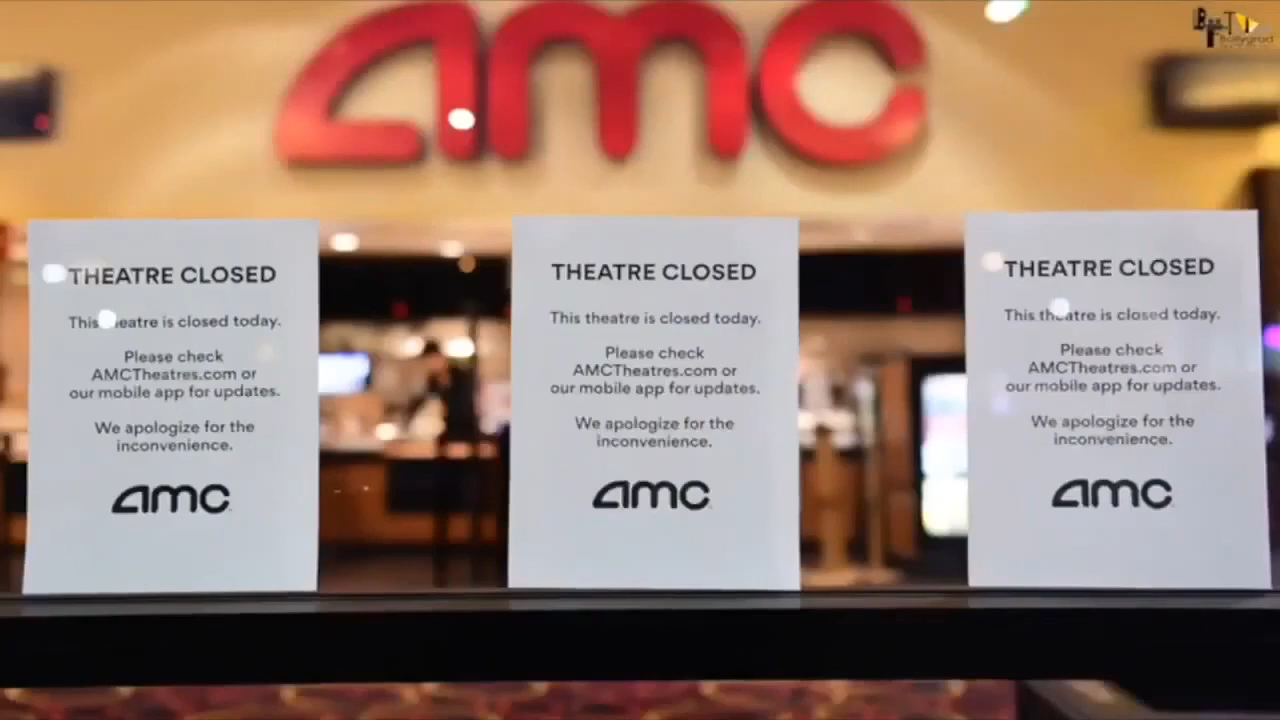 amc
THEATRE CLOSED
This theatre is closed today.
Please check
AMCTheatres.com or
our mobile app for updates.
We apologize for the
inconvenience.
amc
THEATRE CLOSED
This theatre is closed today.
Please check
AMCTheatres.com or
our mobile app for updates.
We apologize for the
inconvenience.
amc
THEATRE CLOSED
This theatre is closed today.
Please check
AMCTheatres.com or
our mobile app for updates.
We apologize for the
inconvenience.
amc